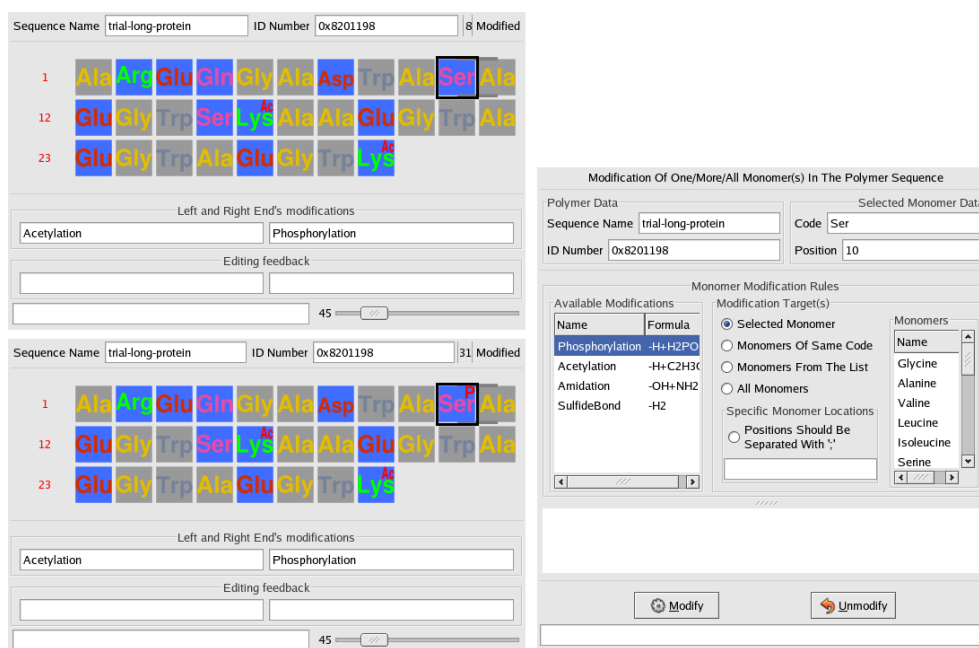 Sequence Name trial-long-protein ID Number 0x8201198 8 Modified
1 Ala Arg Glu Gln Gly Ala Asp Trp Ala Ser Ala
12 Glu Gly Trp Ser Lys Ac Ala Ala Glu Gly Trp Ala
23 Glu Gly Trp Ala Glu Gly Trp Lys Ac
Left and Right End's modifications
Acetylation Phosphorylation
Editing feedback
45
Sequence Name trial-long-protein ID Number 0x8201198 31 Modified
1 Ala Arg Glu Gln Gly Ala Asp Trp Ala Ser P Ala
12 Glu Gly Trp Ser Lys Ac Ala Ala Glu Gly Trp Ala
23 Glu Gly Trp Ala Glu Gly Trp Lys Ac
Left and Right End's modifications
Acetylation Phosphorylation
Editing feedback
45
Modification Of One/More/All Monomer(s) In The Polymer Sequence
Polymer Data
Sequence Name trial-long-protein
ID Number 0x8201198
Selected Monomer Data
Code Ser
Position 10
Monomer Modification Rules
Available Modifications
Name Formula
Phosphorylation -H+H2PO
Acetylation -H+C2H3O
Amidation -OH+NH2
SulfideBond -H2
Modification Target(s)
Selected Monomer
Monomers Of Same Code
Monomers From The List
All Monomers
Specific Monomer Locations
Positions Should Be
Separated With ';'
Monomers
Name
Glycine
Alanine
Valine
Leucine
Isoleucine
Serine
Modify Unmodify